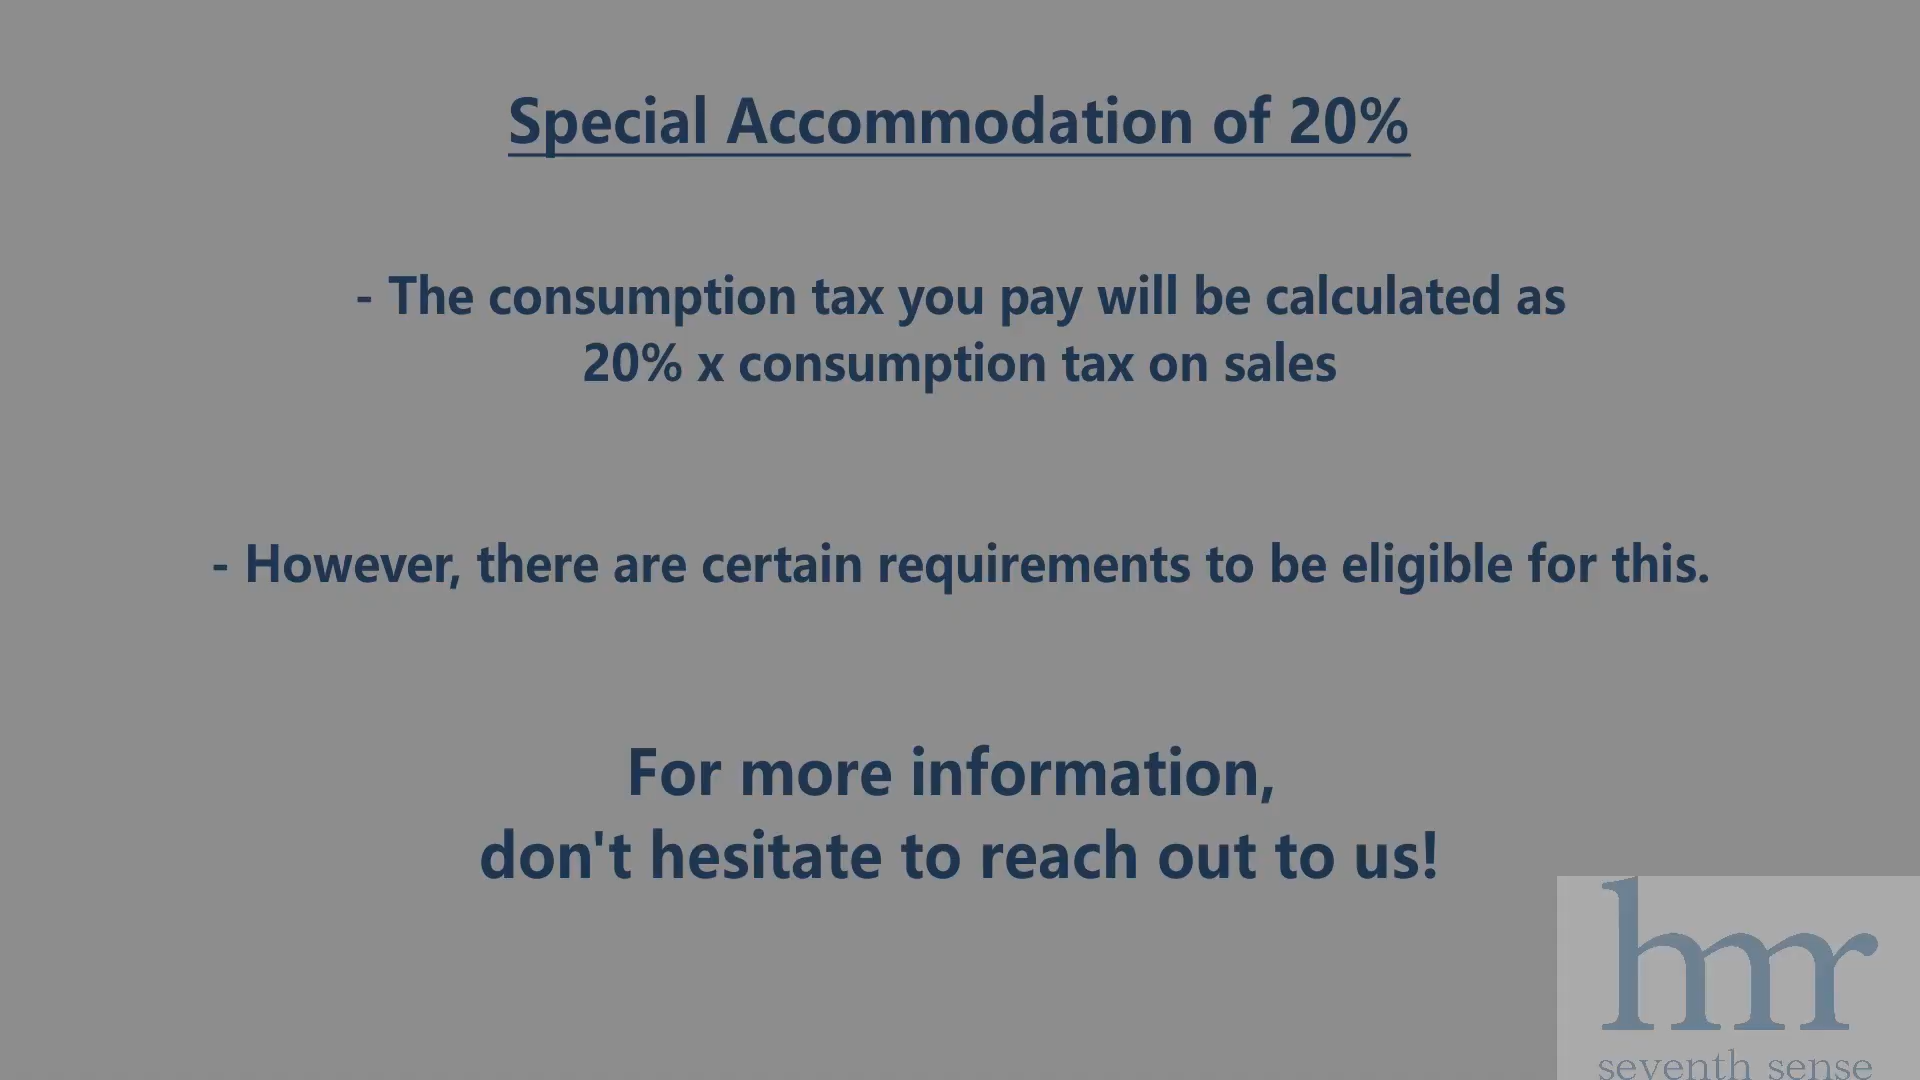 Special Accommodation of 20%
- The consumption tax you pay will be calculated as
20% x consumption tax on sales
- However, there are certain requirements to be eligible for this.
For more information,
don't hesitate to reach out to us!
hmr
seventh sense